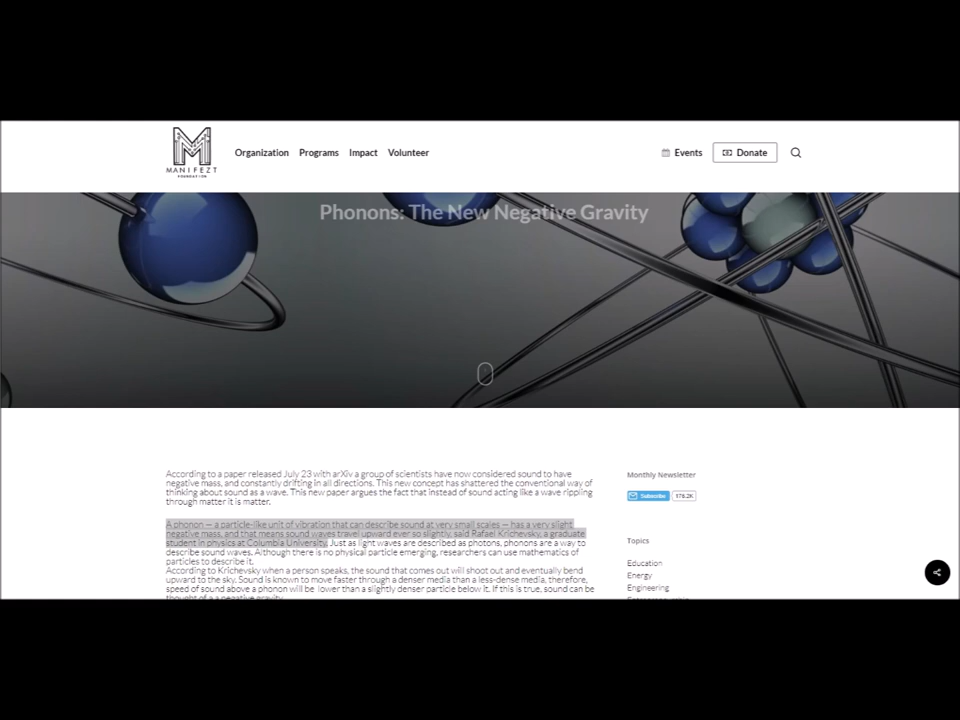 MANIFEZT
FOUNDATION
Organization Programs Impact Volunteer
Events Donate
Phonons: The New Negative Gravity
According to a paper released July 23 with arXiv a group of scientists have now considered sound to have
negative mass, and constantly drifting in all directions. This new concept has shattered the conventional way of
thinking about sound as a wave. This new paper argues the fact that instead of sound acting like a wave rippling
through matter it is matter.
A phonon — a particle-like unit of vibration that can describe sound at very small scales — has a very slight
negative mass, and that means sound waves travel upward ever so slightly, said Rafael Krichevsky, a graduate
student in physics at Columbia University. Just as light waves are described as photons, phonons are a way to
describe sound waves. Although there is no physical particle emerging, researchers can use mathematics of
particles to describe it.
According to Krichevsky when a person speaks, the sound that comes out will shoot out and eventually bend
upward to the sky. Sound is known to move faster through a denser media than a less-dense media, therefore,
speed of sound above a phonon will be lower than a slightly denser particle below it. If this is true, sound can be
thought of a a negative gravity.
Monthly Newsletter
Subscribe 178.2K
Topics
Education
Energy
Engineering